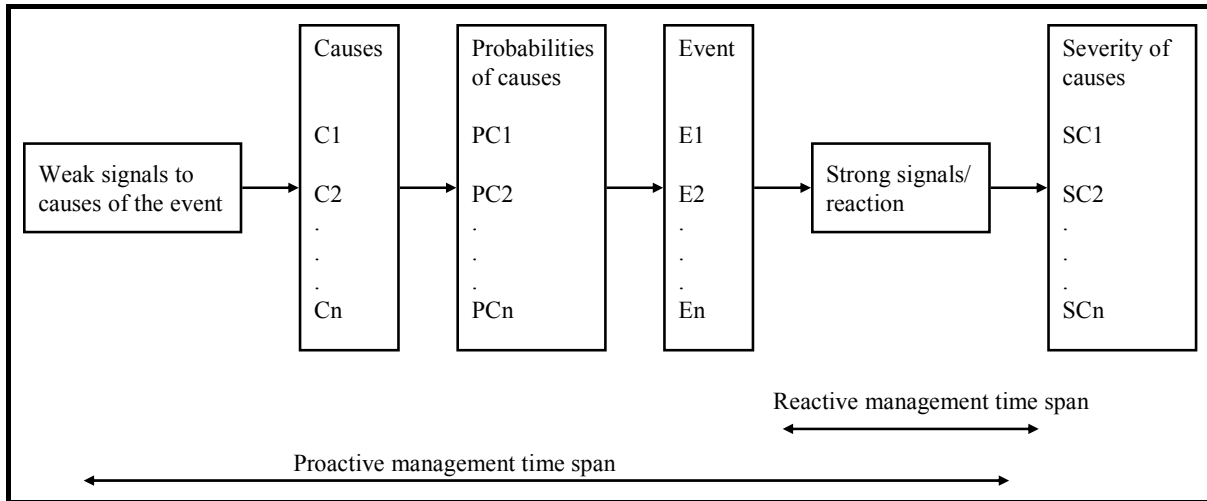 Weak signals to
causes of the event
Causes
C1
C2
.
.
.
Cn
Probabilities
of causes
PC1
PC2
.
.
.
PCn
Event
E1
E2
.
.
.
En
Strong signals/
reaction
Severity of
causes
SC1
SC2
.
.
.
SCn
Reactive management time span
Proactive management time span